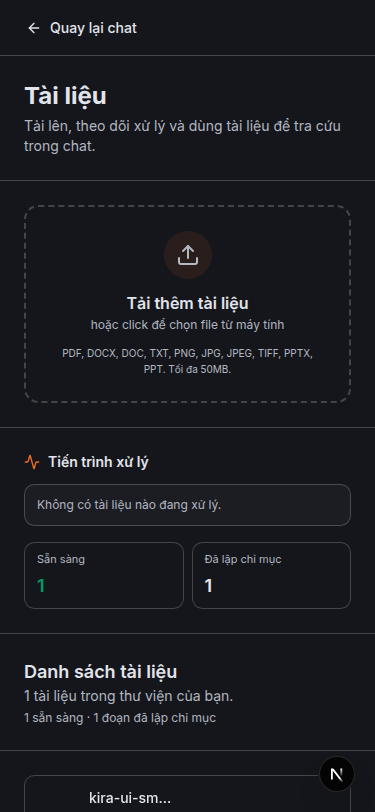 Quay lại chat
Tài liệu
Tải lên, theo dõi xử lý và dùng tài liệu để tra cứu
trong chat.
Tải thêm tài liệu
hoặc click để chọn file từ máy tính
PDF, DOCX, DOC, TXT, PNG, JPG, JPEG, TIFF, PPTX,
PPT. Tối đa 50MB.
Tiến trình xử lý
Không có tài liệu nào đang xử lý.
Sẵn sàng
1
Đã lập chỉ mục
1
Danh sách tài liệu
1 tài liệu trong thư viện của bạn.
1 sẵn sàng · 1 đoạn đã lập chỉ mục
N
kira-ui-sm...